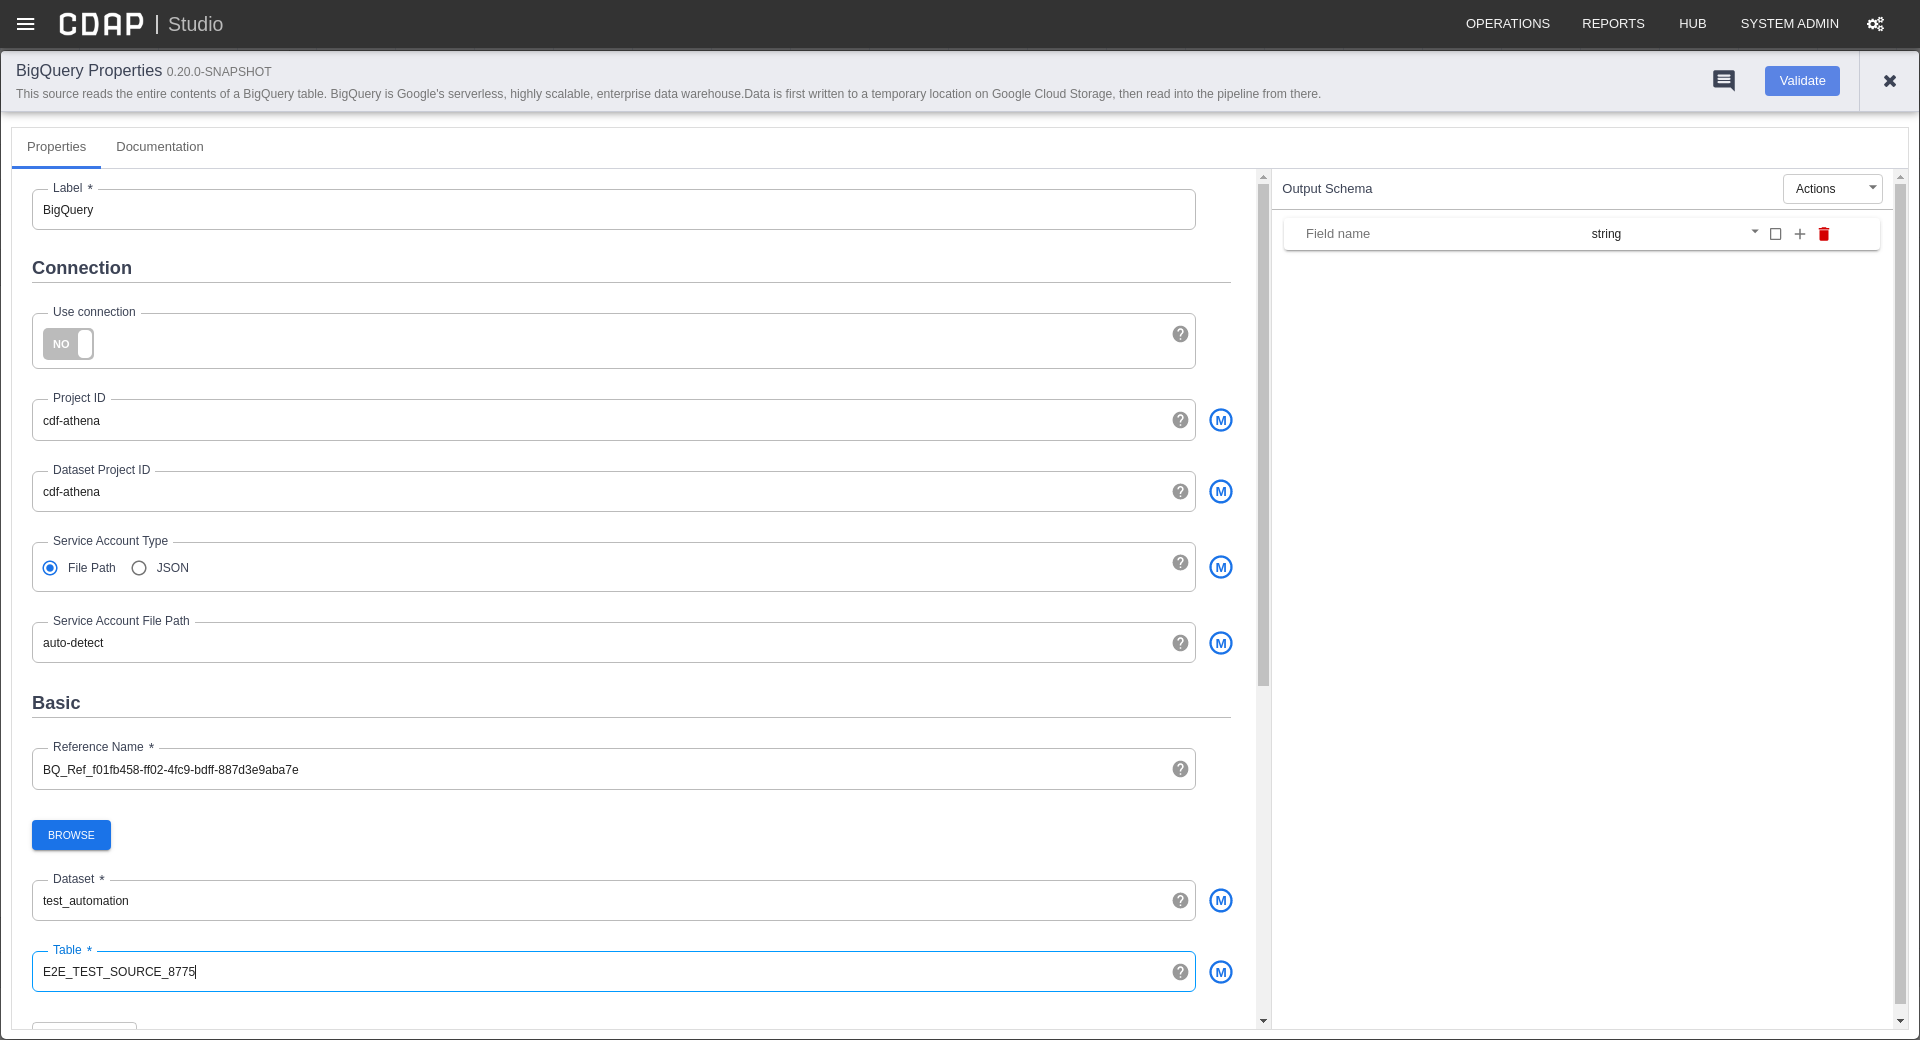 CDAP | Studio
OPERATIONS REPORTS HUB SYSTEM ADMIN
BigQuery Properties 0.20.0-SNAPSHOT
This source reads the entire contents of a BigQuery table. BigQuery is Google's serverless, highly scalable, enterprise data warehouse.Data is first written to a temporary location on Google Cloud Storage, then read into the pipeline from there.
Validate
Properties Documentation
Label *
BigQuery
Connection
Use connection
NO
Project ID
cdf-athena
M
Dataset Project ID
cdf-athena
M
Service Account Type
File Path JSON
M
Service Account File Path
auto-detect
M
Basic
Reference Name *
BQ_Ref_f01fb458-ff02-4fc9-bdff-887d3e9aba7e
BROWSE
Dataset *
test_automation
M
Table *
E2E_TEST_SOURCE_8775
M
Output Schema
Actions
Field name string